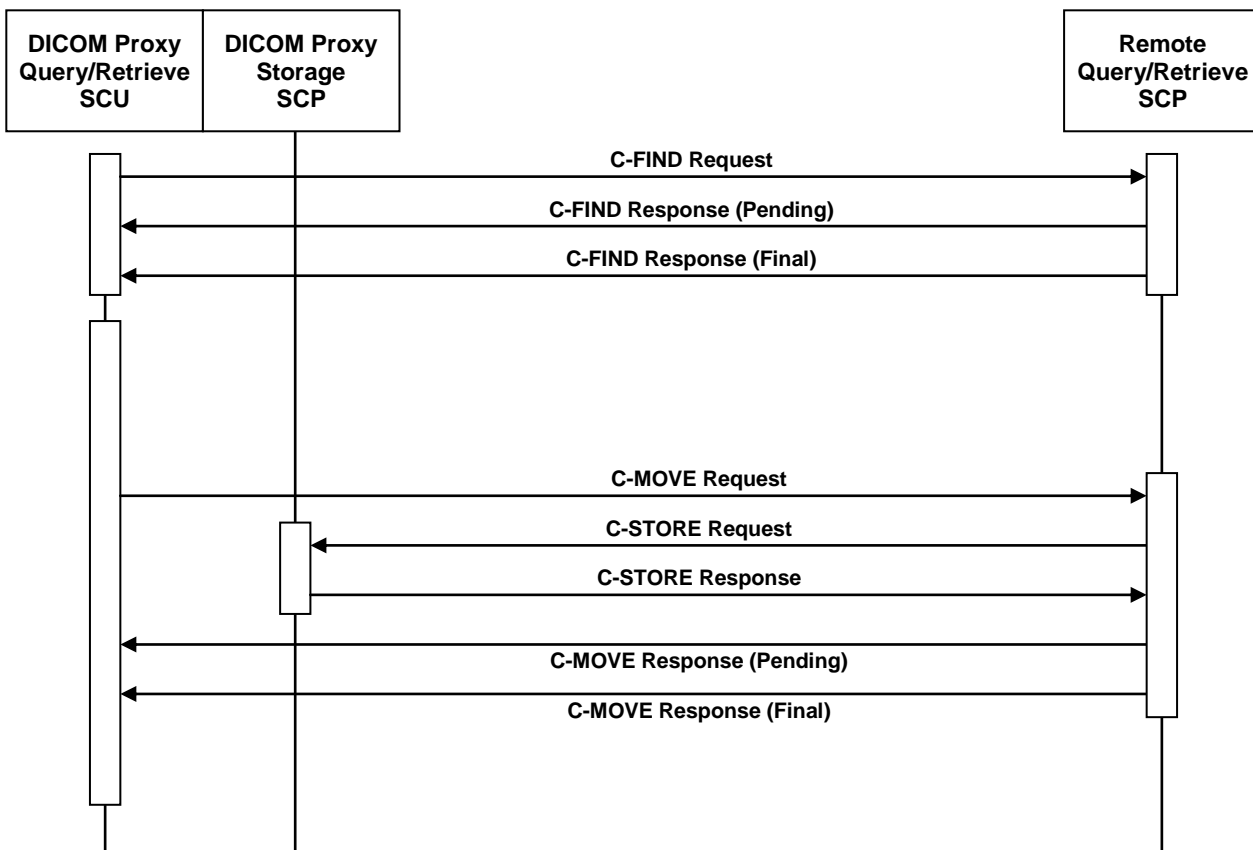 DICOM Proxy
Query/Retrieve
SCU
DICOM Proxy
Storage
SCP
Remote
Query/Retrieve
SCP
C-FIND Request
C-FIND Response (Pending)
C-FIND Response (Final)
C-MOVE Request
C-STORE Request
C-STORE Response
C-MOVE Response (Pending)
C-MOVE Response (Final)